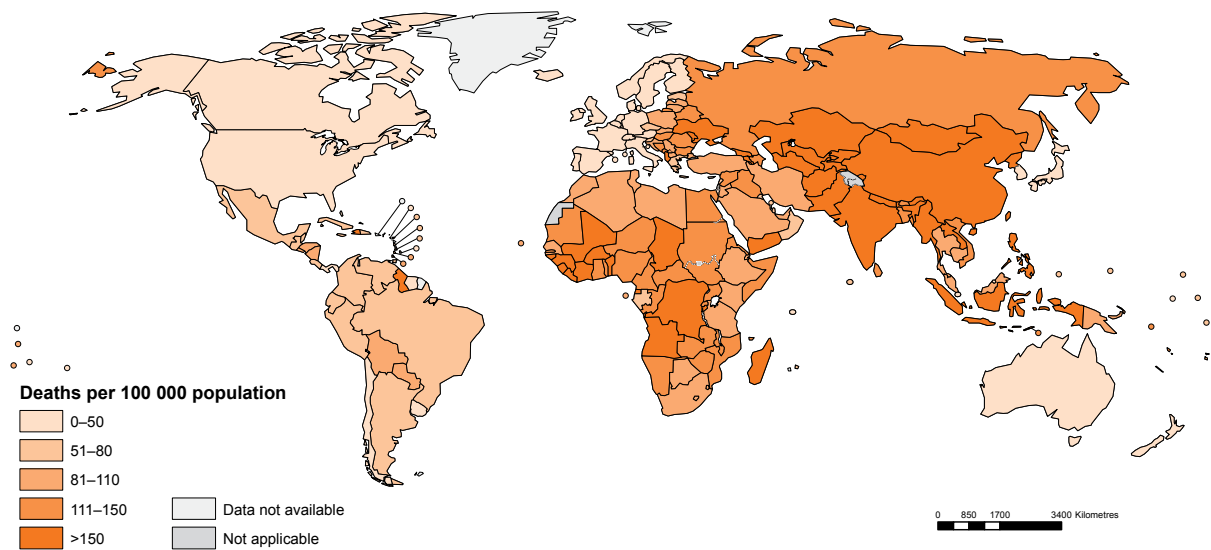 Deaths per 100 000 population
0–50
51–80
81–110
111–150
>150
Data not available
Not applicable
0 850 1700 3400 Kilometres